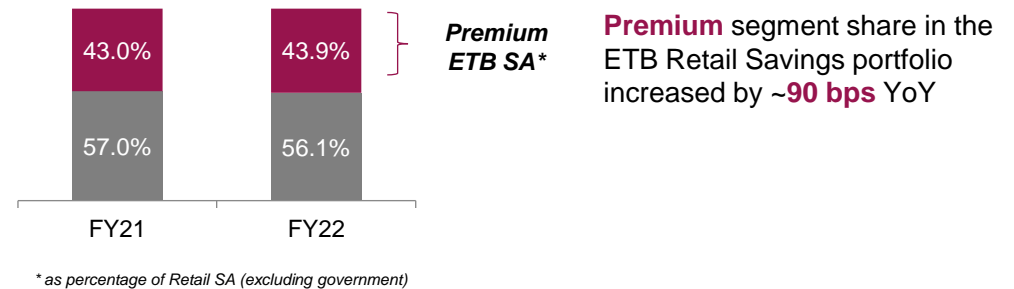 43.0%
43.9%
57.0%
56.1%
FY21
FY22
Premium
ETB SA*
Premium segment share in the
ETB Retail Savings portfolio
increased by ~90 bps YoY
* as percentage of Retail SA (excluding government)